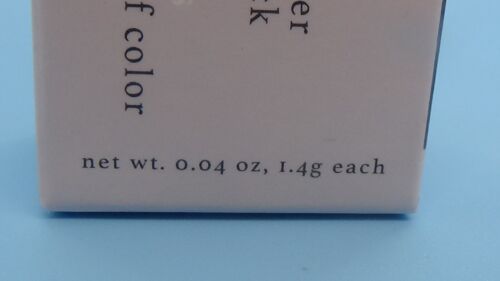 er
k
f color
net wt. 0.04 oz, 1.4g each